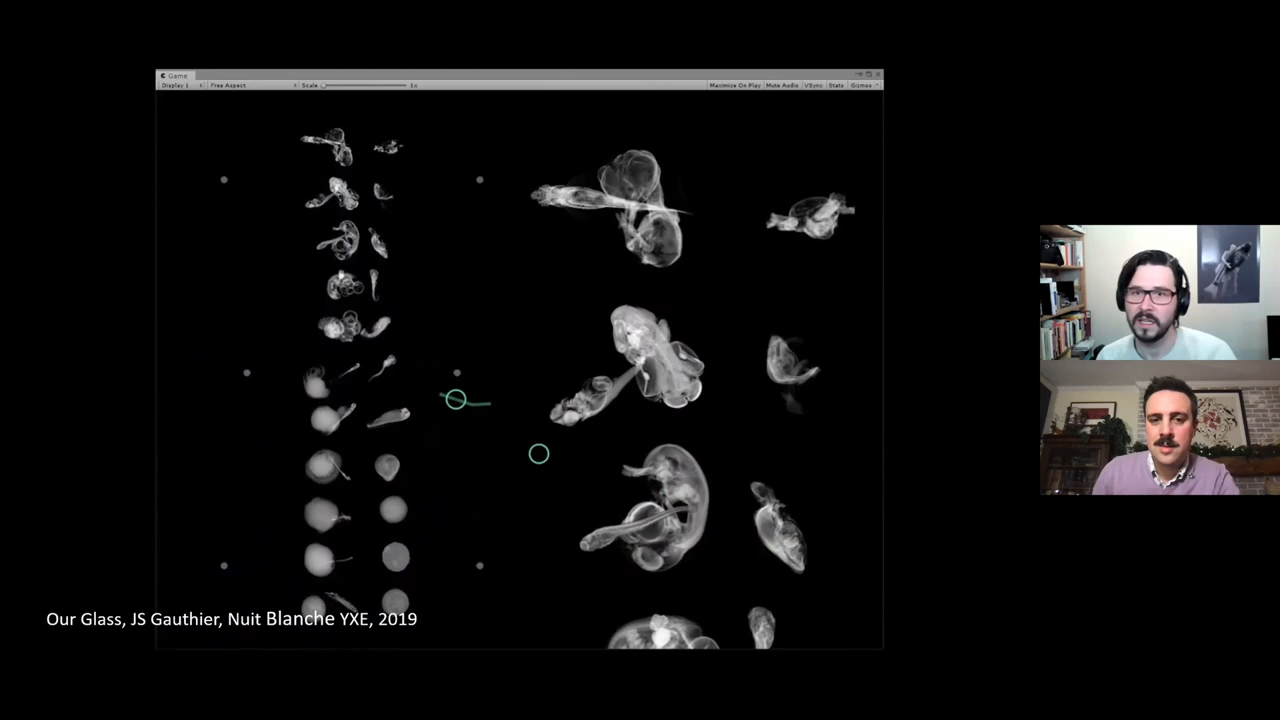 Game
Display 1 Free Aspect Scale 1x Maximize On Play Mute Audio VSync Stats Gizmos
Our Glass, JS Gauthier, Nuit Blanche YXE, 2019